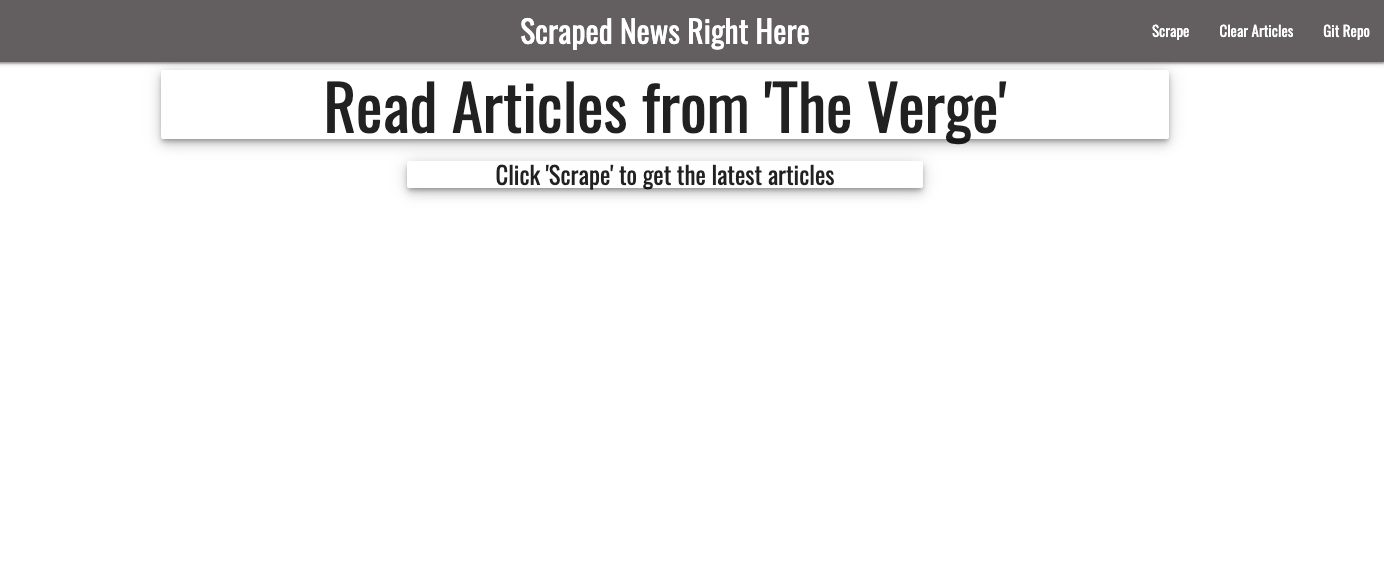 Scraped News Right Here
Scrape
Clear Articles
Git Repo
Read Articles from 'The Verge'
Click 'Scrape' to get the latest articles